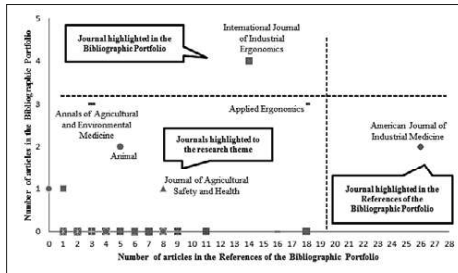 International Journal
of Industrial
Ergonomics
Journal highlighted in the
Bibliographic Portfolio
Annals of Agricultural
and Environmental
Medicine
Applied Ergonomics
Animal
Journals highlighted to
the research theme
American Journal of
Industrial Medicine
Journal of Agricultural
Safety and Health
Journal highlighted in the
References of the
Bibliographic Portfolio
Number of articles in the Bibliographic Portfolio
5
4
3
2
1
0
0 1 2 3 4 5 6 7 8 9 10 11 12 13 14 15 16 17 18 19 20 21 22 23 24 25 26 27 28
Number of articles in the References of the Bibliographic Portfolio